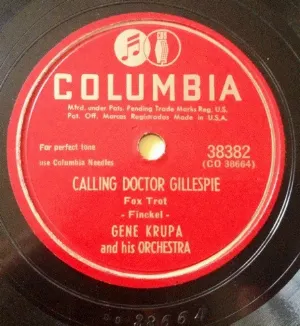 COLUMBIA
Mfrd. under Pats. Pending Trade Marks Reg. U.S.
Pat. Off. Marcas Registradas Made in U.S.A.
For perfect tone
use Columbia Needles
38382
(CO 38664)
CALLING DOCTOR GILLESPIE
Fox Trot
- Finckel -
GENE KRUPA
and his ORCHESTRA